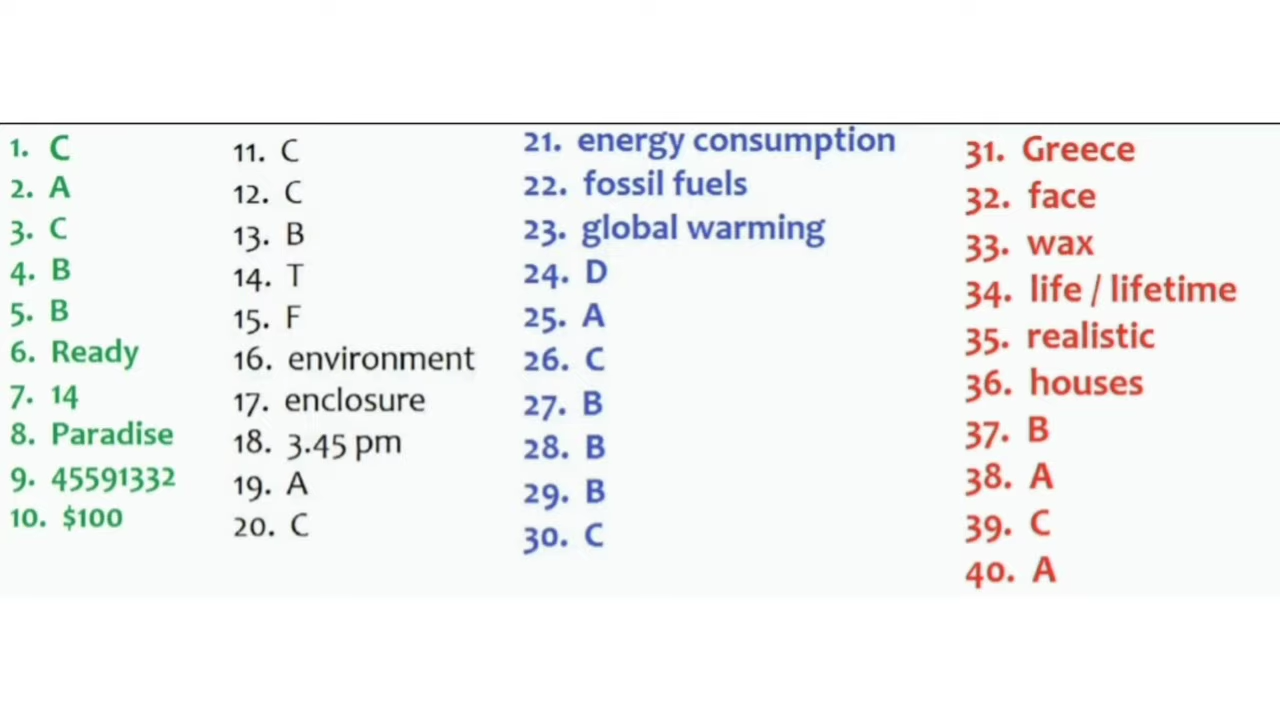 1. C
2. A
3. C
4. B
5. B
6. Ready
7. 14
8. Paradise
9. 45591332
10. $100
11. C
12. C
13. B
14. T
15. F
16. environment
17. enclosure
18. 3.45 pm
19. A
20. C
21. energy consumption
22. fossil fuels
23. global warming
24. D
25. A
26. C
27. B
28. B
29. B
30. C
31. Greece
32. face
33. wax
34. life / lifetime
35. realistic
36. houses
37. B
38. A
39. C
40. A